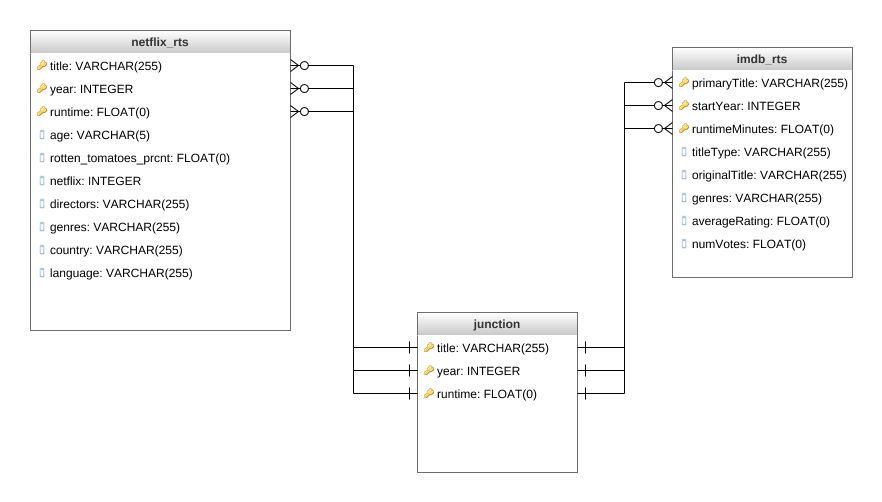 netflix_rts
title: VARCHAR(255)
year: INTEGER
runtime: FLOAT(0)
age: VARCHAR(5)
rotten_tomatoes_prcnt: FLOAT(0)
netflix: INTEGER
directors: VARCHAR(255)
genres: VARCHAR(255)
country: VARCHAR(255)
language: VARCHAR(255)
imdb_rts
primaryTitle: VARCHAR(255)
startYear: INTEGER
runtimeMinutes: FLOAT(0)
titleType: VARCHAR(255)
originalTitle: VARCHAR(255)
genres: VARCHAR(255)
averageRating: FLOAT(0)
numVotes: FLOAT(0)
junction
title: VARCHAR(255)
year: INTEGER
runtime: FLOAT(0)